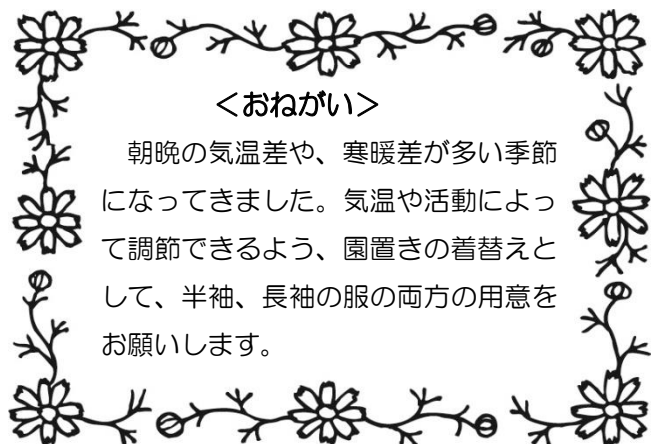 ＜おねがい＞
　朝晩の気温差や、寒暖差が多い季節
になってきました。気温や活動によっ
て調節できるよう、園置きの着替えと
して、半袖、長袖の服の両方の用意を
お願いします。